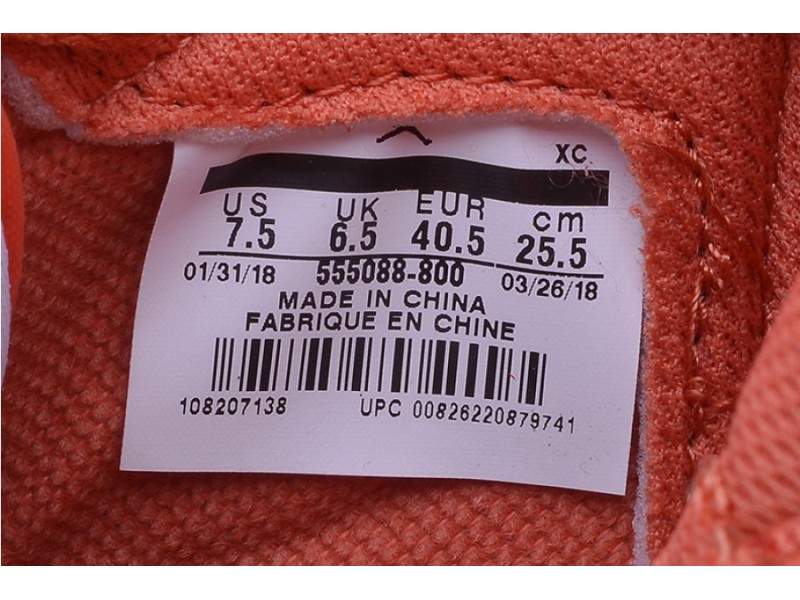 XC
US UK EUR cm
7.5 6.5 40.5 25.5
01/31/18 555088-800 03/26/18
MADE IN CHINA
FABRIQUE EN CHINE
108207138 UPC 00826220879741